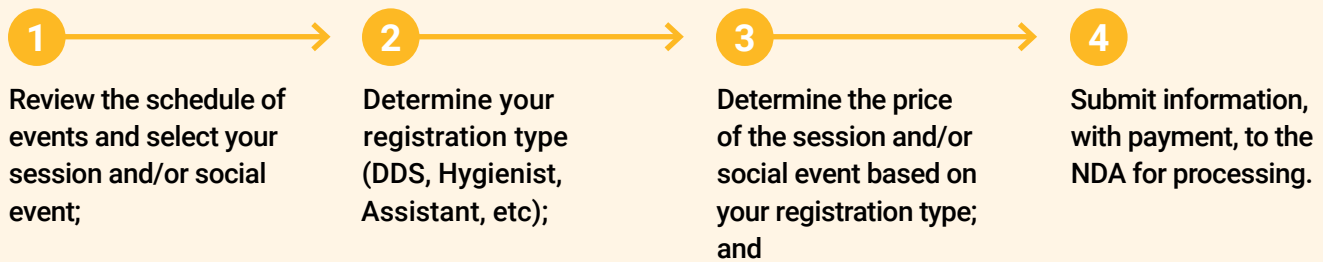 1
Review the schedule of
events and select your
session and/or social
event;
2
Determine your
registration type
(DDS, Hygienist,
Assistant, etc);
3
Determine the price
of the session and/or
social event based on
your registration type;
and
4
Submit information,
with payment, to the
NDA for processing.